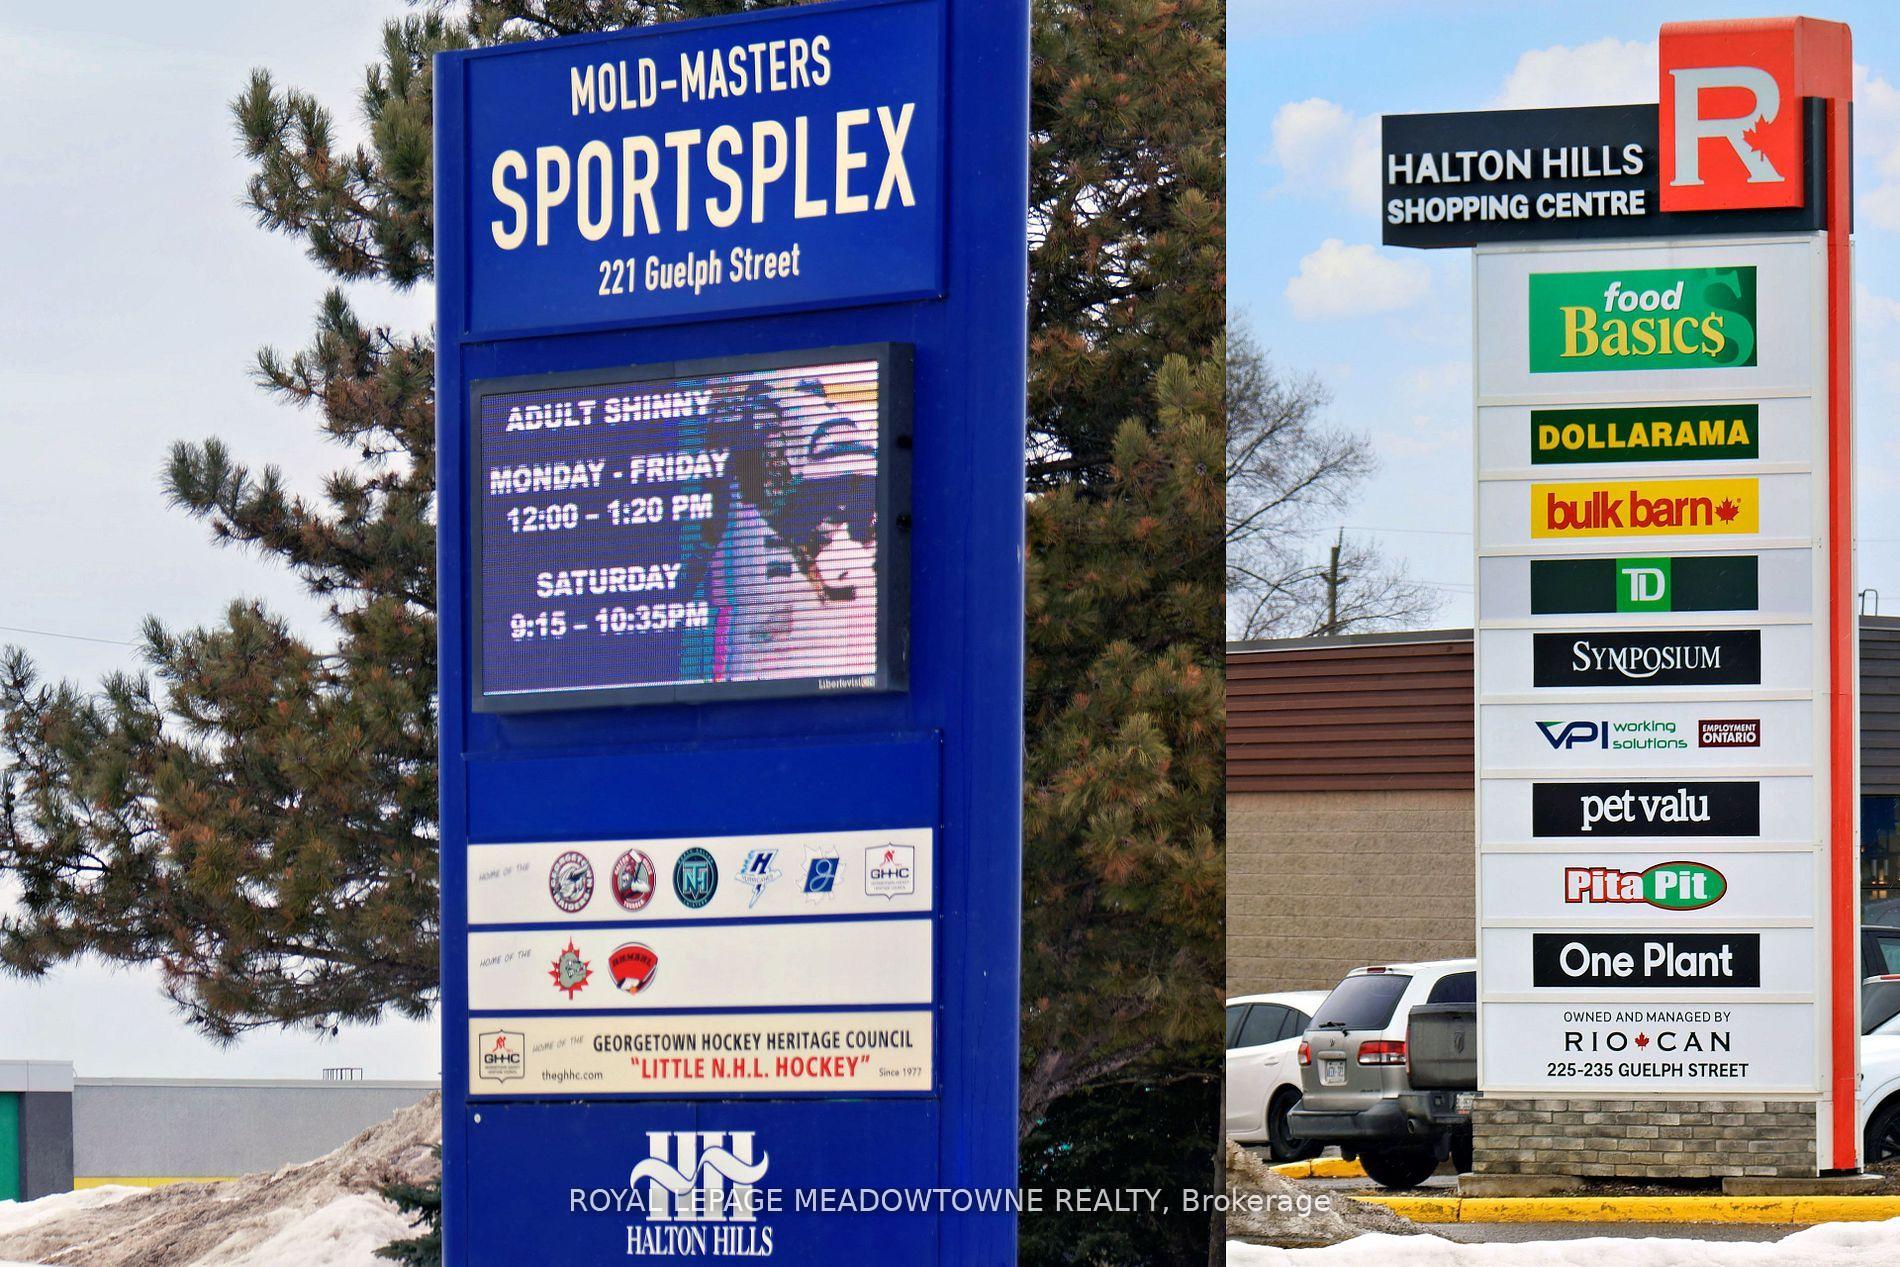 MOLD-MASTERS
SPORTSPLEX
221 Guelph Street
ADULT SHINNY
MONDAY - FRIDAY
12:00 - 1:20 PM
SATURDAY
9:15 - 10:35PM
HOME OF THE
H
GHHC
HOME OF THE
GHHC
HOME OF THE GEORGETOWN HOCKEY HERITAGE COUNCIL
"LITTLE N.H.L. HOCKEY"
theghhc.com
Since 1977
HALTON HILLS
HALTON HILLS
SHOPPING CENTRE
R
food
Basic$
DOLLARAMA
bulk barn
TD
SYMPOSIUM
VPI working solutions
EMPLOYMENT ONTARIO
pet valu
Pita Pit
One Plant
OWNED AND MANAGED BY
RIO CAN
225-235 GUELPH STREET
ROYAL LEPAGE MEADOWTOWNE REALTY, Brokerage